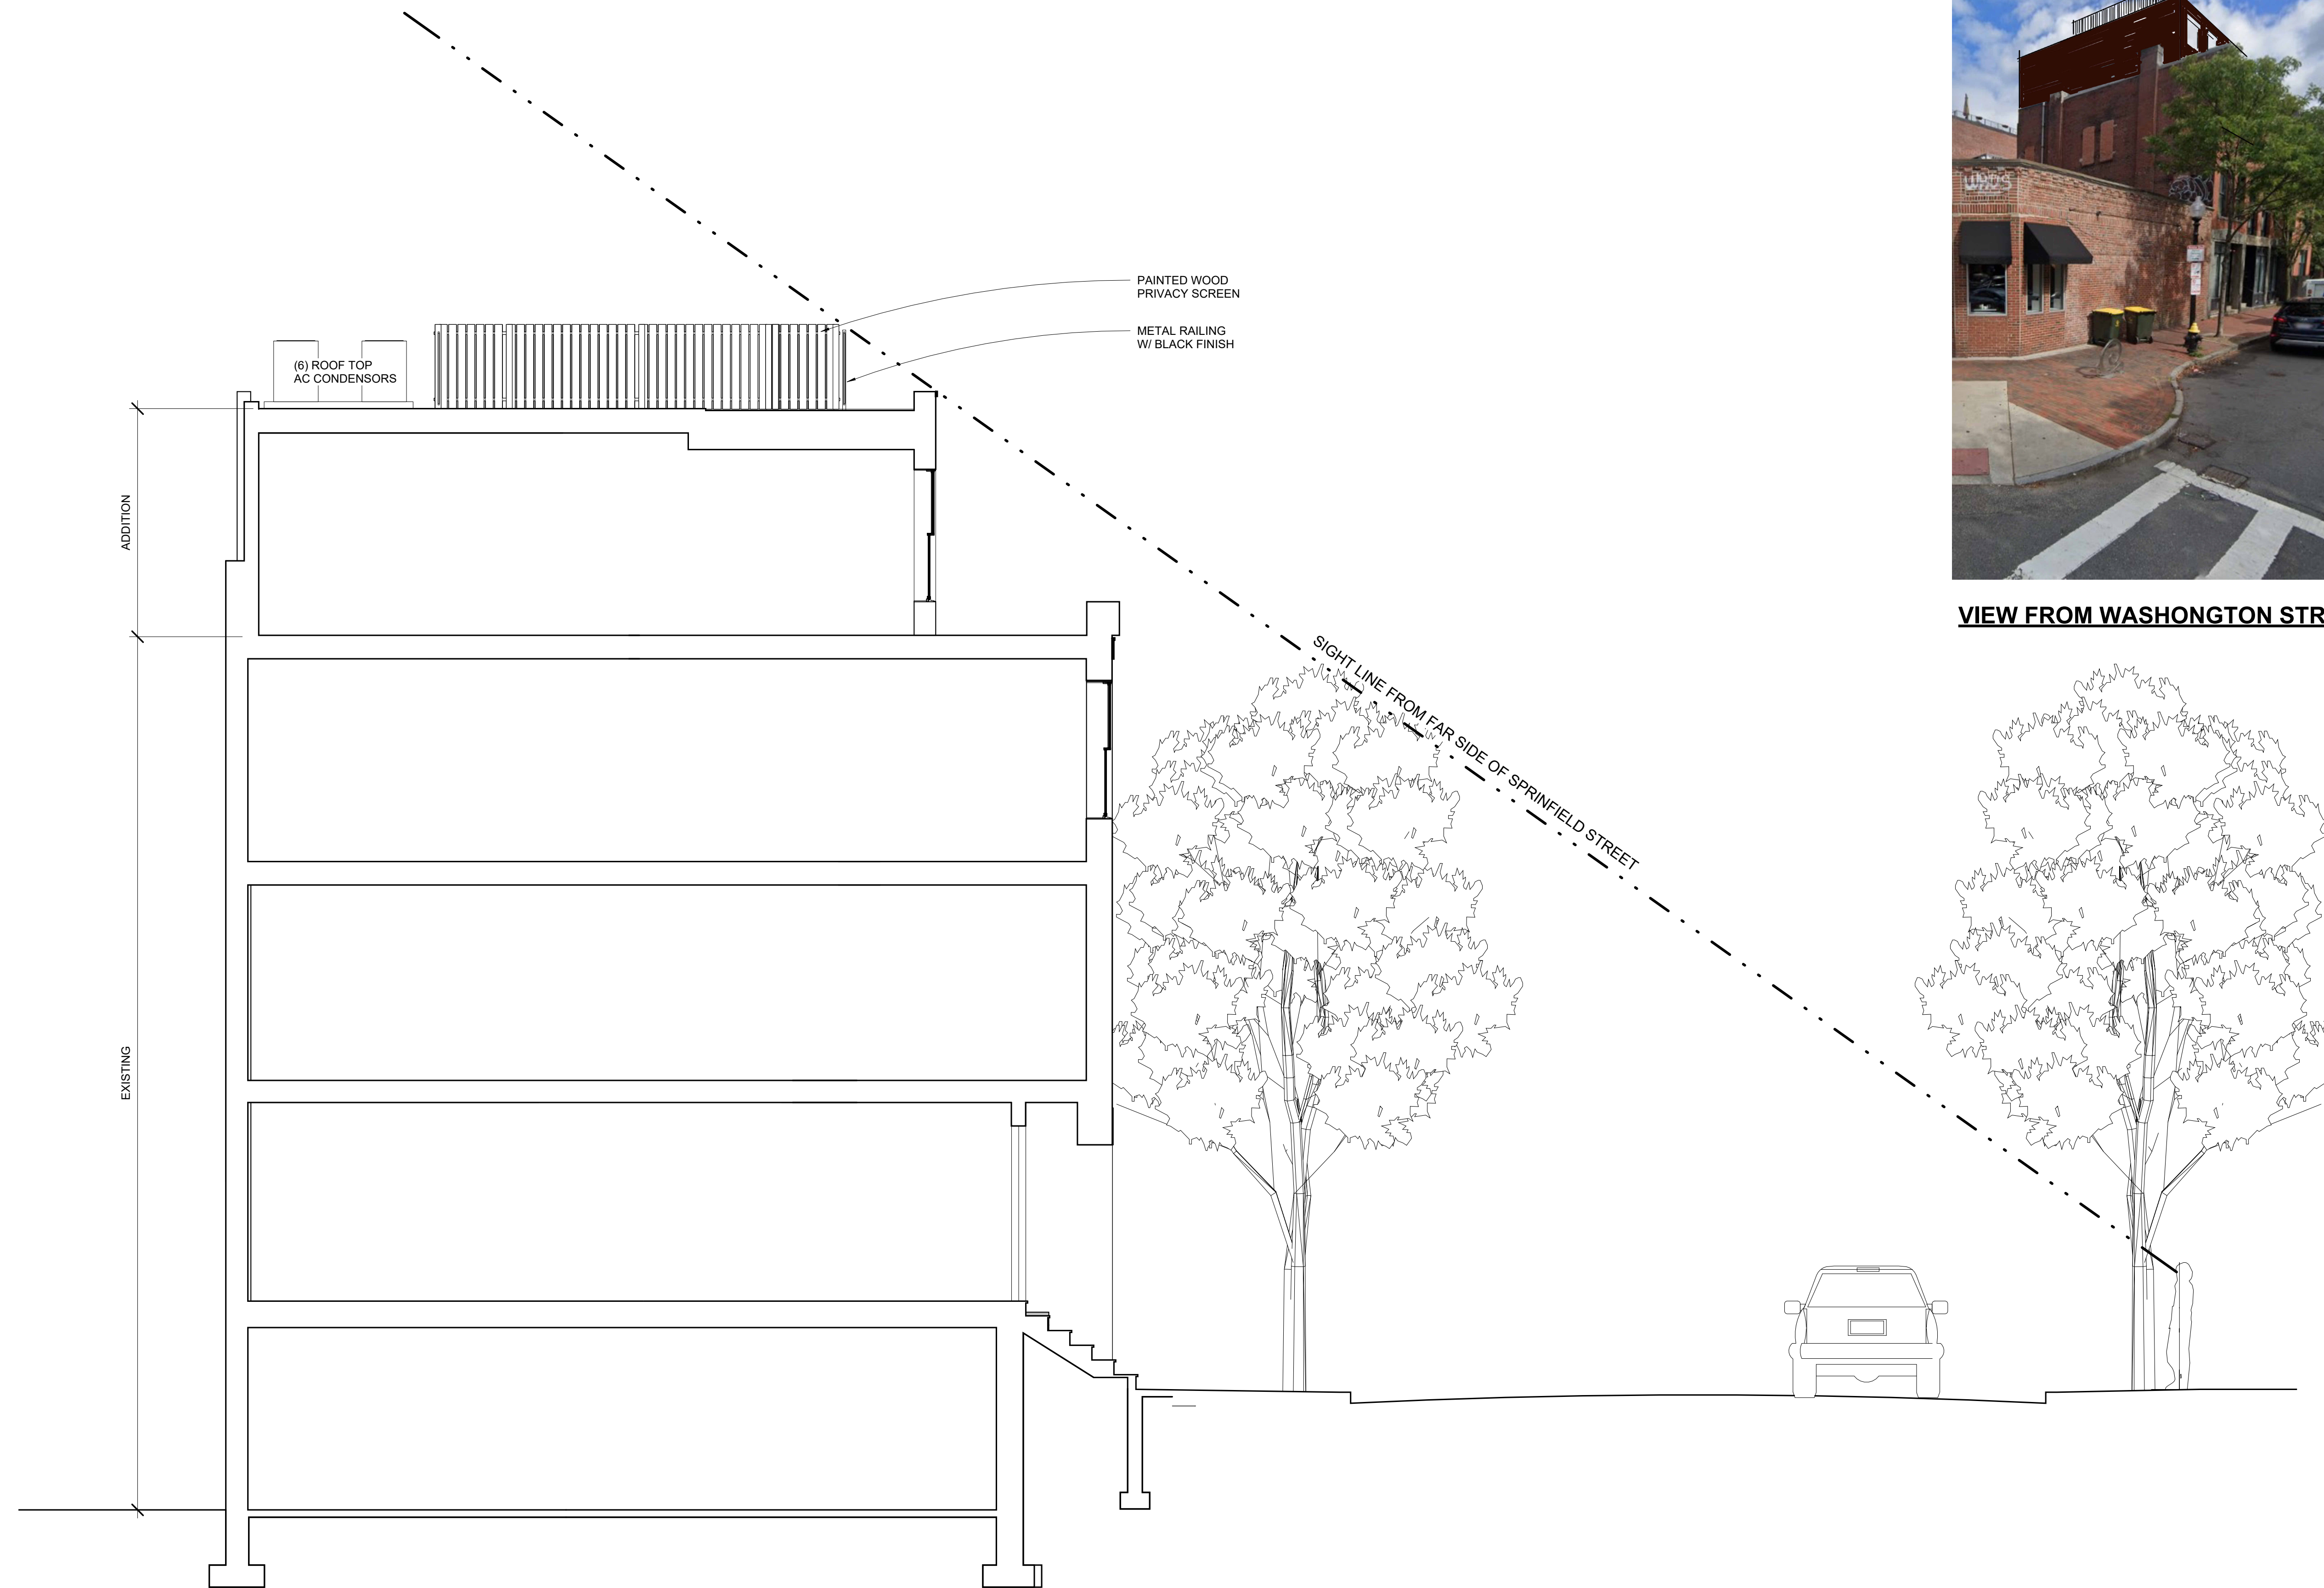 PAINTED WOOD
PRIVACY SCREEN
METAL RAILING
W/ BLACK FINISH
(6) ROOF TOP
AC CONDENSORS
ADDITION
VIEW FROM WASHONGTON STR
SIGHT LINE FROM FAR SIDE OF SPRINFIELD STREET
EXISTING